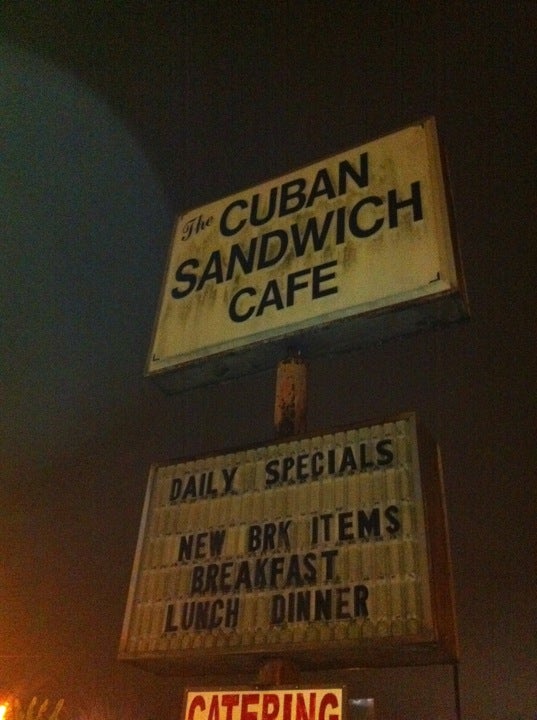 The CUBAN
SANDWICH
CAFE
DAILY SPECIALS
NEW BRK ITEMS
BREAKFAST
LUNCH DINNER
CATERING